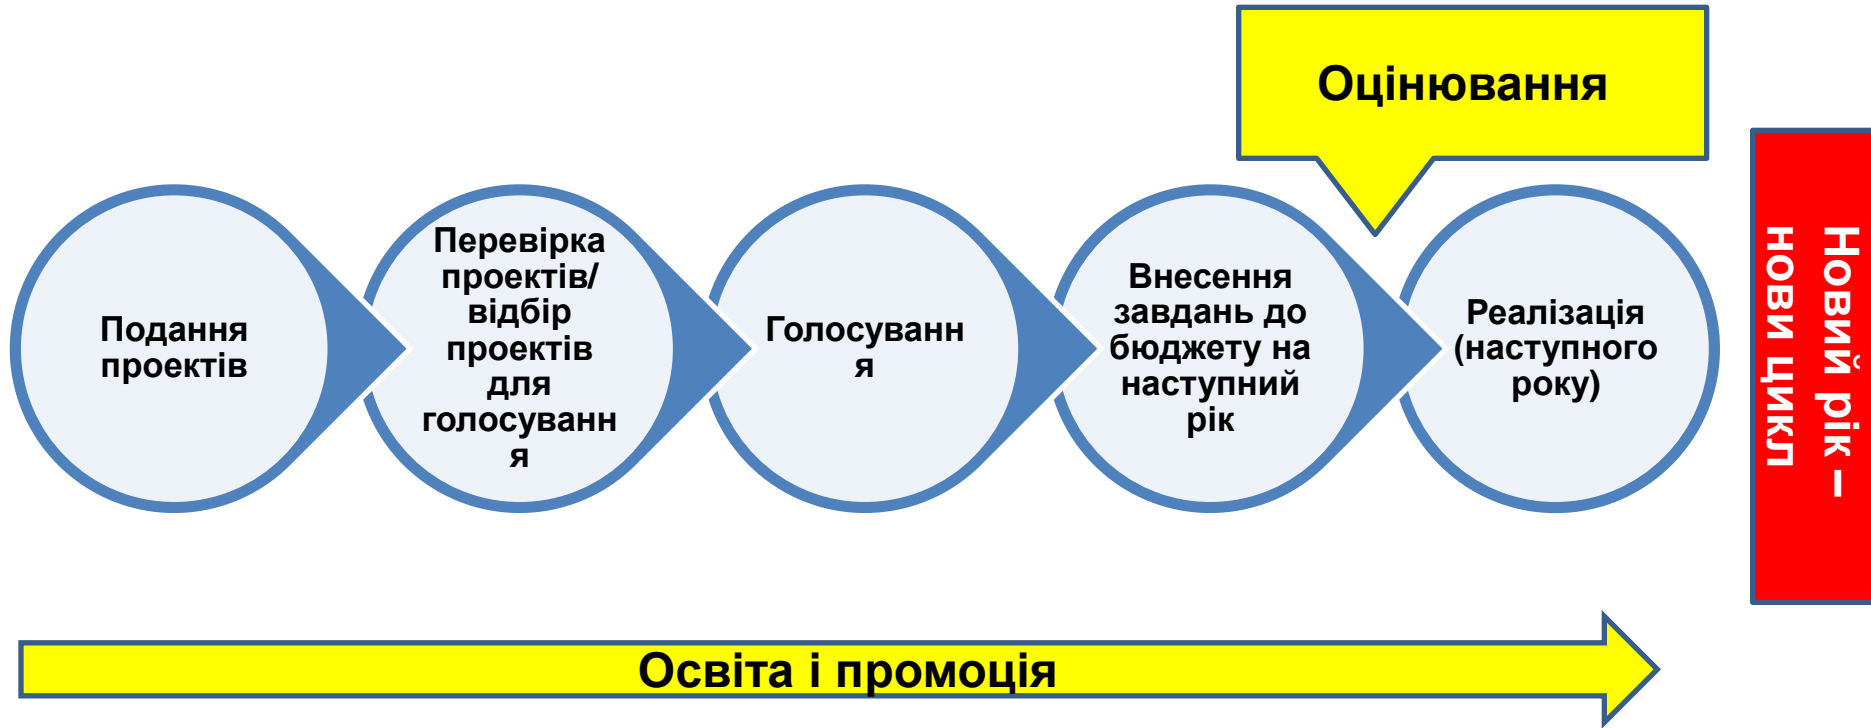 Оцінювання
Подання
проектів
Перевірка
проектів/
відбір
проектів
для
голосуванн
я
Голосуванн
я
Внесення
завдань до
бюджету на
наступний
рік
Реалізація
(наступного
року)
Новий рік –
нови цикл
Освіта і промоція